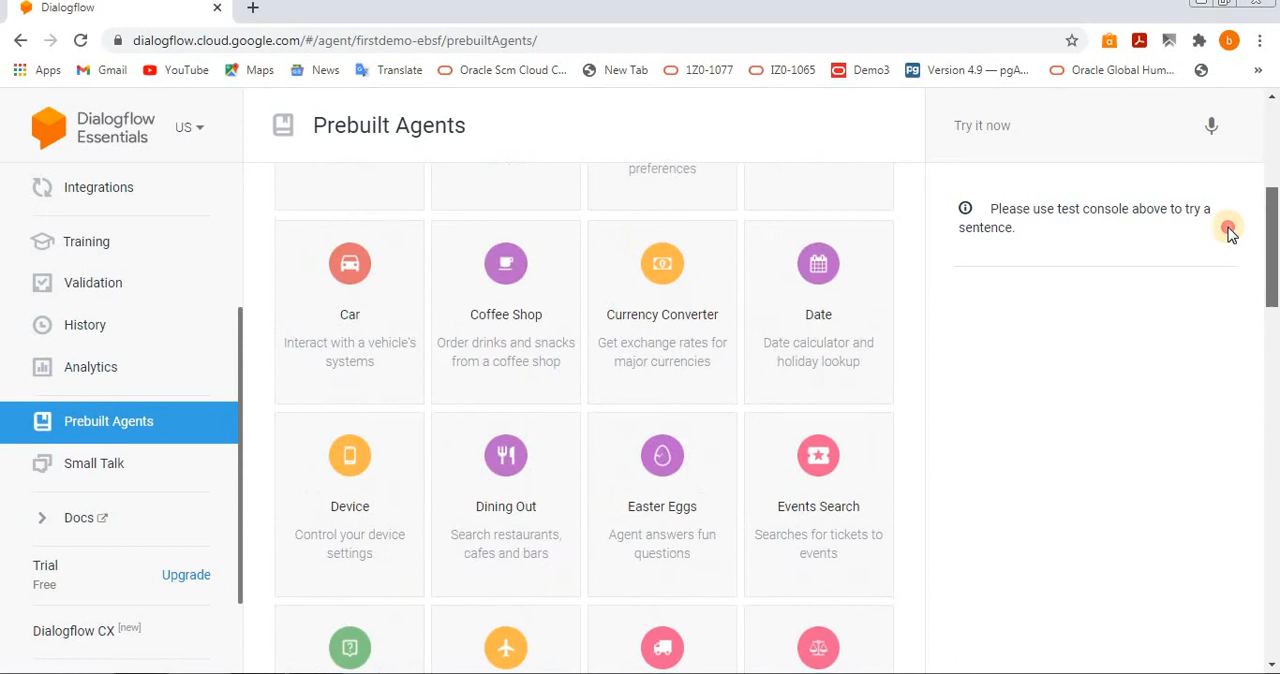 Dialogflow
dialogflow.cloud.google.com/#/agent/firstdemo-ebsf/prebuiltAgents/
b
Apps
Gmail
YouTube
Maps
News
Translate
Oracle Scm Cloud C...
New Tab
1Z0-1077
IZ0-1065
Demo3
Version 4.9 — pgA...
Oracle Global Hum...
»
Dialogflow
Essentials
US
Prebuilt Agents
Try it now
Integrations
Training
Validation
History
Analytics
Prebuilt Agents
Small Talk
Docs
Trial
Free
Upgrade
Dialogflow CX [new]
preferences
Car
Interact with a vehicle's
systems
Coffee Shop
Order drinks and snacks
from a coffee shop
Currency Converter
Get exchange rates for
major currencies
Date
Date calculator and
holiday lookup
Device
Control your device
settings
Dining Out
Search restaurants,
cafes and bars
Easter Eggs
Agent answers fun
questions
Events Search
Searches for tickets to
events
Please use test console above to try a
sentence.